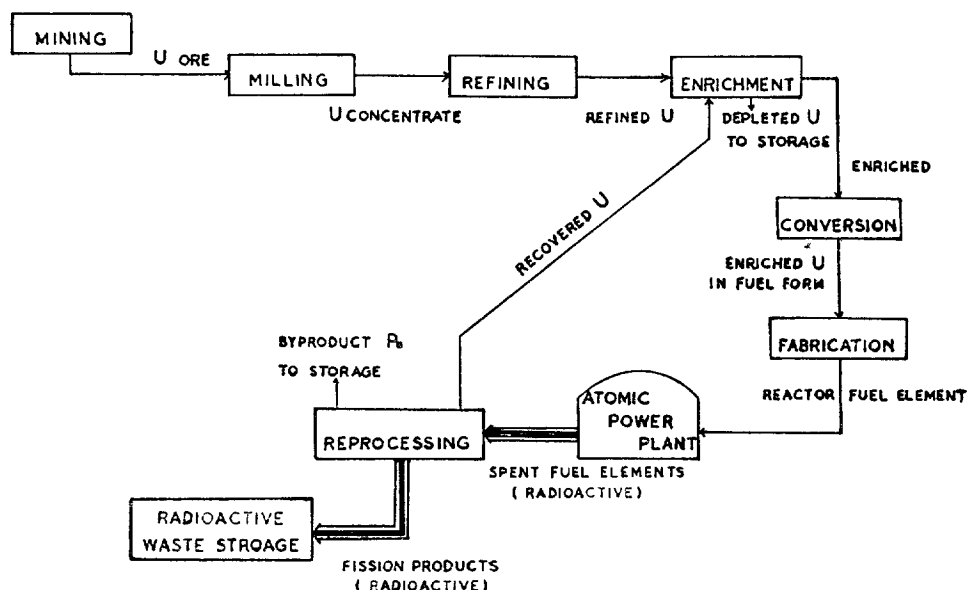 MINING
U ORE
MILLING
U CONCENTRATE
REFINING
REFINED U
ENRICHMENT
DEPLETED U
TO STORAGE
ENRICHED
CONVERSION
ENRICHED U
IN FUEL FORM
FABRICATION
REACTOR FUEL ELEMENT
ATOMIC
POWER
PLANT
SPENT FUEL ELEMENTS
( RADIOACTIVE)
RECOVERED U
REPROCESSING
BYPRODUCT
TO STORAGE
FISSION PRODUCTS
( RADIOACTIVE)
RADIOACTIVE
WASTE STROAGE